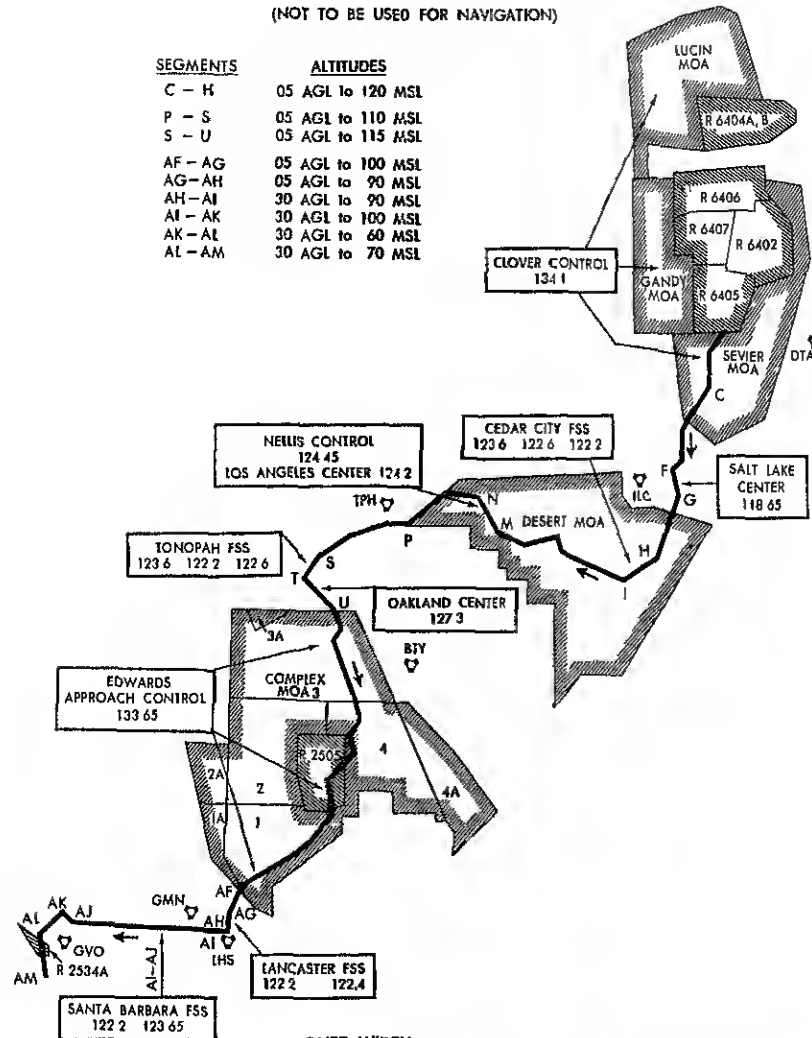 (NOT TO BE USED FOR NAVIGATION)
SEGMENTS ALTITUDES
C - H 05 AGL to 120 MSL
P - S 05 AGL to 110 MSL
S - U 05 AGL to 115 MSL
AF - AG 05 AGL to 100 MSL
AG - AH 05 AGL to 90 MSL
AH - AI 30 AGL to 90 MSL
AI - AK 30 AGL to 100 MSL
AK - AL 30 AGL to 60 MSL
AL - AM 30 AGL to 70 MSL
LUCIN
MOA
R 6404A, B
R 6406
R 6407
R 6402
CLOVER CONTROL
134 1
GANDY
MOA
R 6405
SEVIER
MOA
DTA
C
NELLIS CONTROL
124 45
LOS ANGELES CENTER 124 2
CEDAR CITY FSS
123 6 122 6 122 2
F
G
SALT LAKE
CENTER
118 65
ILC
TPH
N
M
DESERT MOA
P
H
I
TONOPAH FSS
123 6 122 2 122 6
S
T
U
OAKLAND CENTER
127 3
3A
BTY
EDWARDS
APPROACH CONTROL
133 65
COMPLEX
MOA 3
R 2505
4
2A
2
4A
1A
1
AF
AG
AH
AI
GMN
LHS
AK
AJ
AL
GVO
R 2534A
AM
AI-AJ
LANCASTER FSS
122 2 122.4
SANTA BARBARA FSS
122 2 123 65